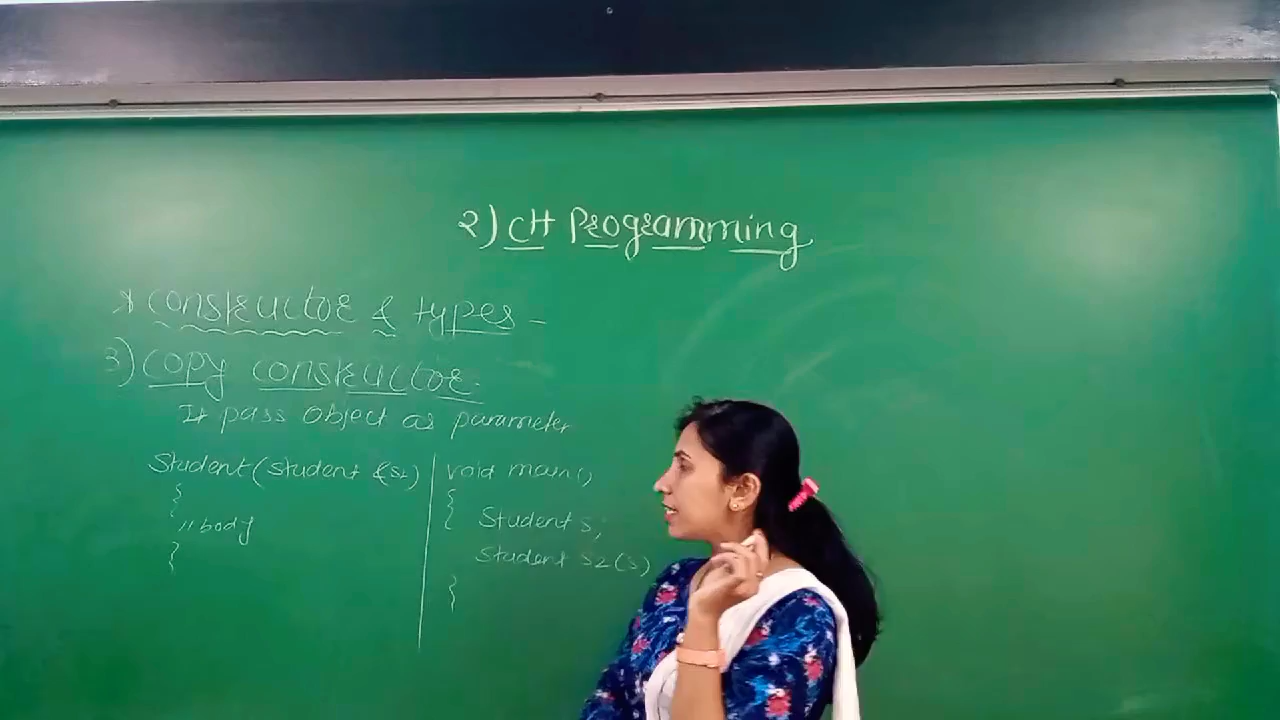 2) C++ Programming
* Constructor & types -
3) Copy constructor.
It pass object as parameter
Student(student &s2)
{
//body
}
void main()
{
Student s;
Student s2(s)
}